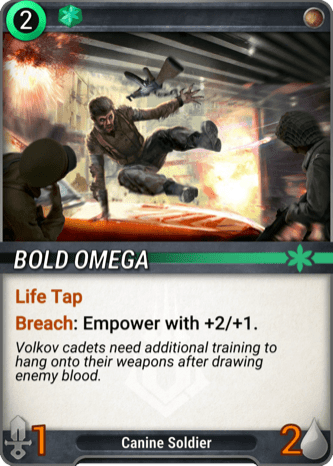 2
BOLD OMEGA
Life Tap
Breach: Empower with +2/+1.
Volkov cadets need additional training to
hang onto their weapons after drawing
enemy blood.
1 Canine Soldier 2